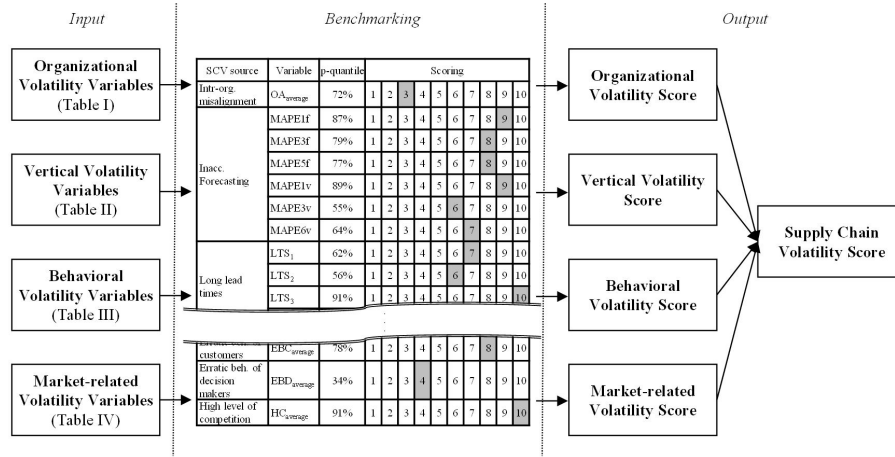 Input
Benchmarking
Output
Organizational
Volatility Variables
(Table I)
Vertical Volatility
Variables
(Table II)
Behavioral
Volatility Variables
(Table III)
Market-related
Volatility Variables
(Table IV)
SCV source Variable p-quantile Scoring
Intr-org. misalignment OAaverage 72% 1 2 3 4 5 6 7 8 9 10
Inacc. Forecasting
MAPE1f 87% 1 2 3 4 5 6 7 8 9 10
MAPE3f 79% 1 2 3 4 5 6 7 8 9 10
MAPE5f 77% 1 2 3 4 5 6 7 8 9 10
MAPE1v 89% 1 2 3 4 5 6 7 8 9 10
MAPE3v 55% 1 2 3 4 5 6 7 8 9 10
MAPE6v 64% 1 2 3 4 5 6 7 8 9 10
Long lead times
LTS1 62% 1 2 3 4 5 6 7 8 9 10
LTS2 56% 1 2 3 4 5 6 7 8 9 10
LTS3 91% 1 2 3 4 5 6 7 8 9 10
customers EBCaverage 78% 1 2 3 4 5 6 7 8 9 10
Erratic beh. of decision makers EBDaverage 34% 1 2 3 4 5 6 7 8 9 10
High level of competition HCaverage 91% 1 2 3 4 5 6 7 8 9 10
Organizational
Volatility Score
Vertical Volatility
Score
Behavioral
Volatility Score
Market-related
Volatility Score
Supply Chain
Volatility Score